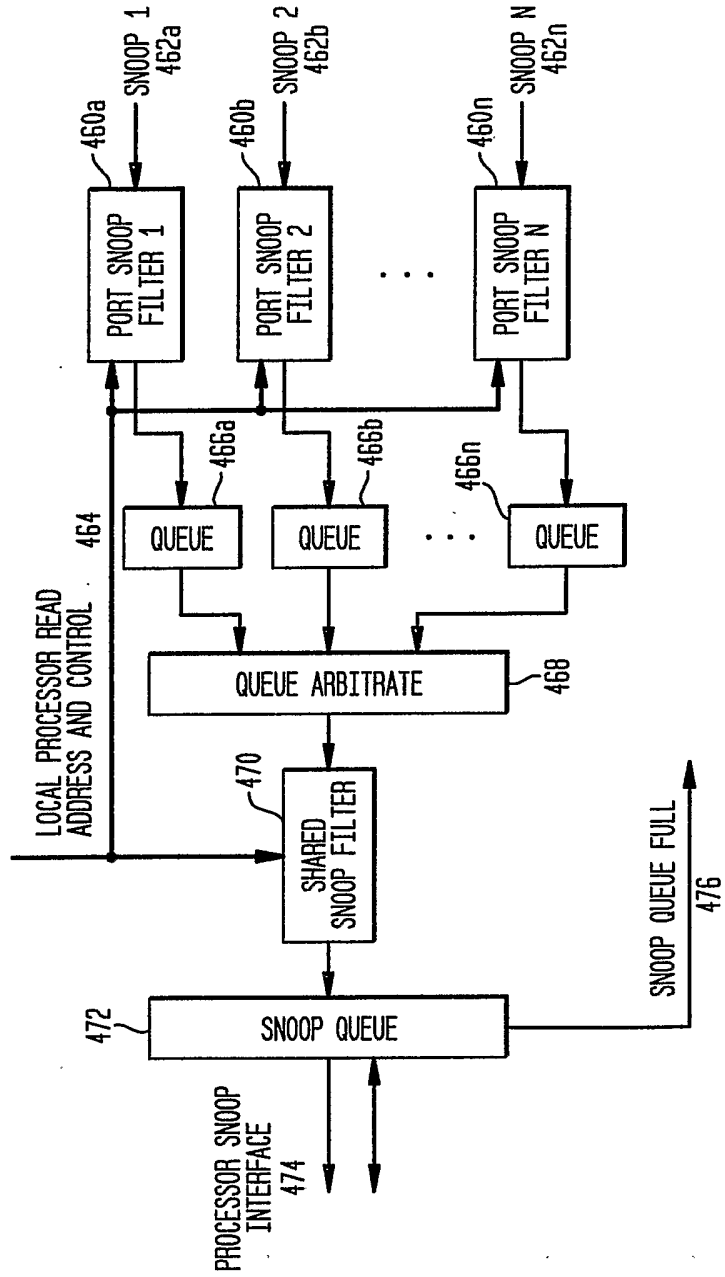 LOCAL PROCESSOR READ
ADDRESS AND CONTROL
464
SNOOP 1
462a
460a
PORT SNOOP
FILTER 1
SNOOP 2
462b
460b
PORT SNOOP
FILTER 2
. . .
SNOOP N
462n
460n
PORT SNOOP
FILTER N
466a
QUEUE
466b
QUEUE
. . .
466n
QUEUE
QUEUE ARBITRATE
468
470
SHARED
SNOOP FILTER
472
SNOOP QUEUE
PROCESSOR SNOOP
INTERFACE
474
SNOOP QUEUE FULL
476